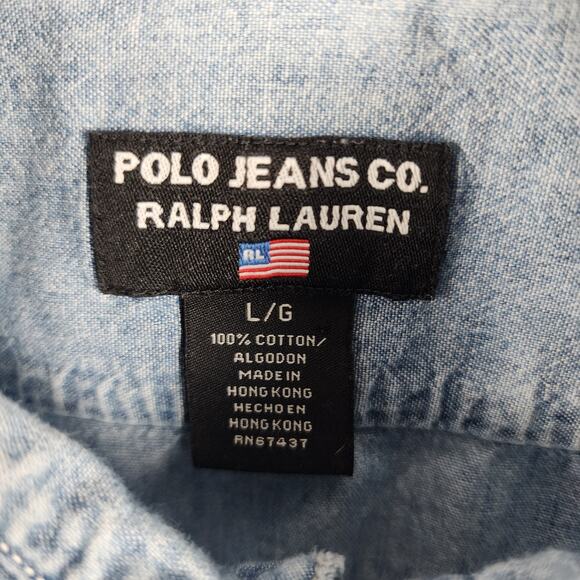 POLO JEANS CO.
RALPH LAUREN
RL
L/G
100% COTTON/
ALGODON
MADE IN
HONG KONG
HECHO EN
HONG KONG
RN67437